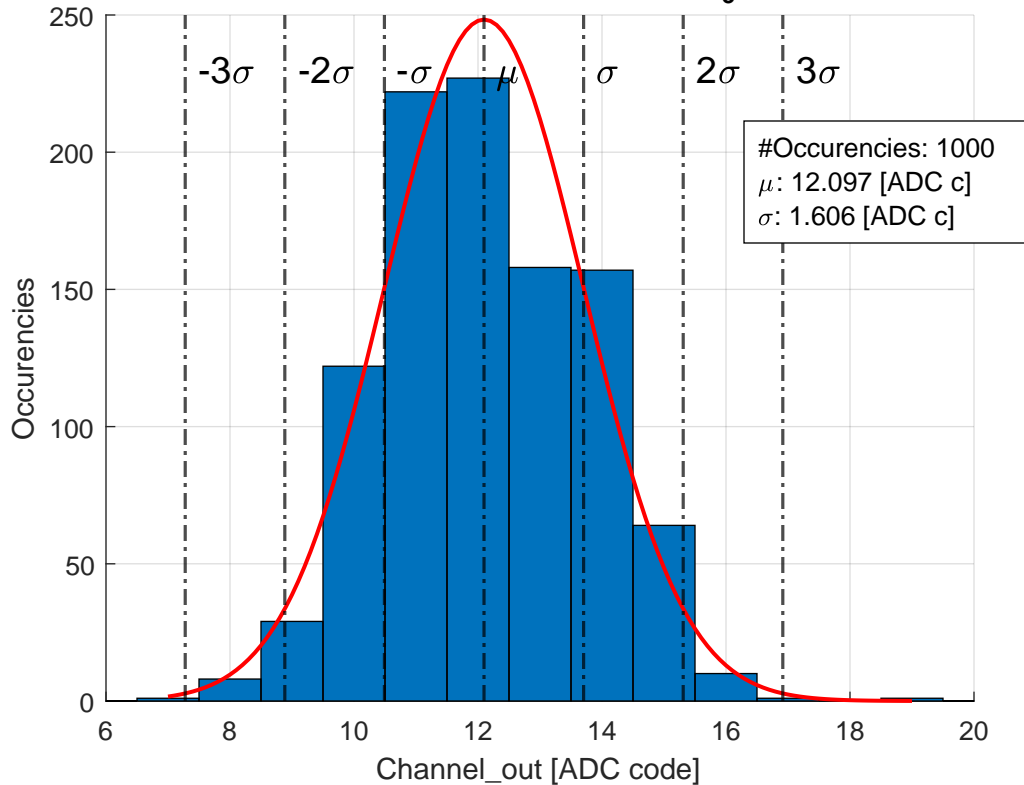 250
200
150
100
50
0
-3σ
-2σ
-σ
μ
σ
2σ
3σ
#Occurencies: 1000
μ: 12.097 [ADC c]
σ: 1.606 [ADC c]
Occurencies
6
8
10
12
14
16
18
20
Channel_out [ADC code]